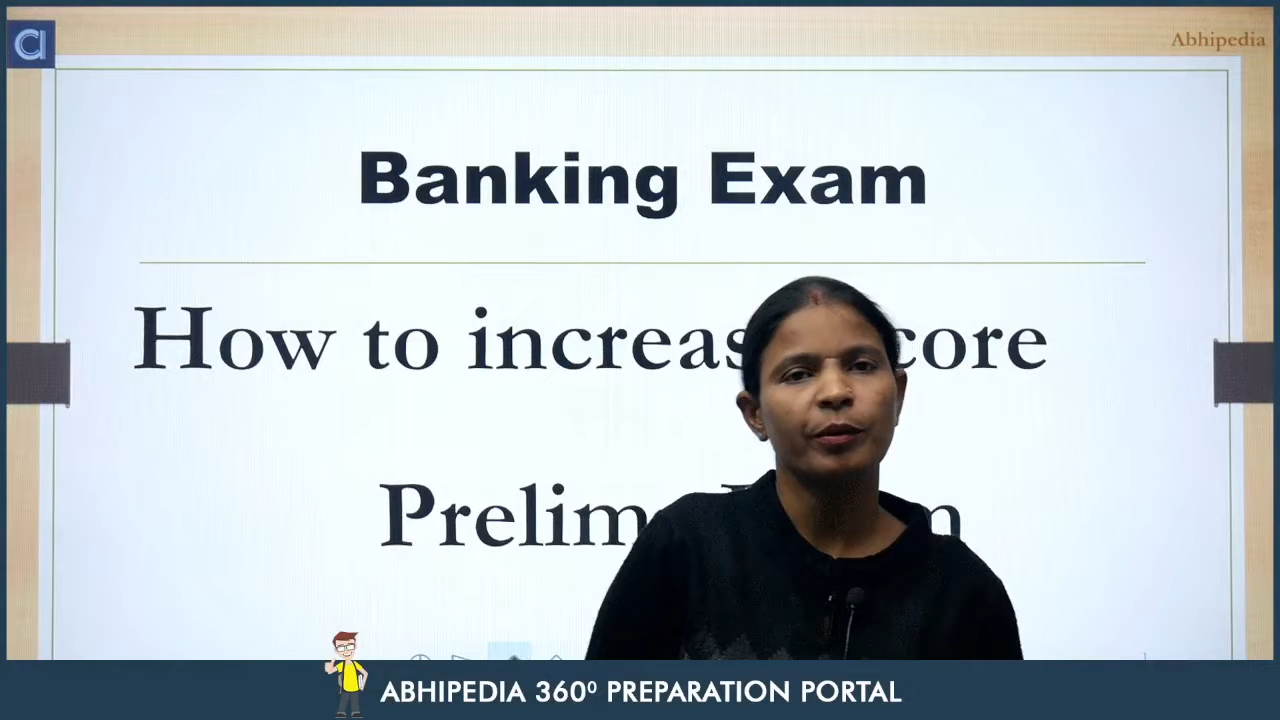 Abhipedia
Banking Exam
How to increas core
Prelim
ABHIPEDIA 360⁰ PREPARATION PORTAL